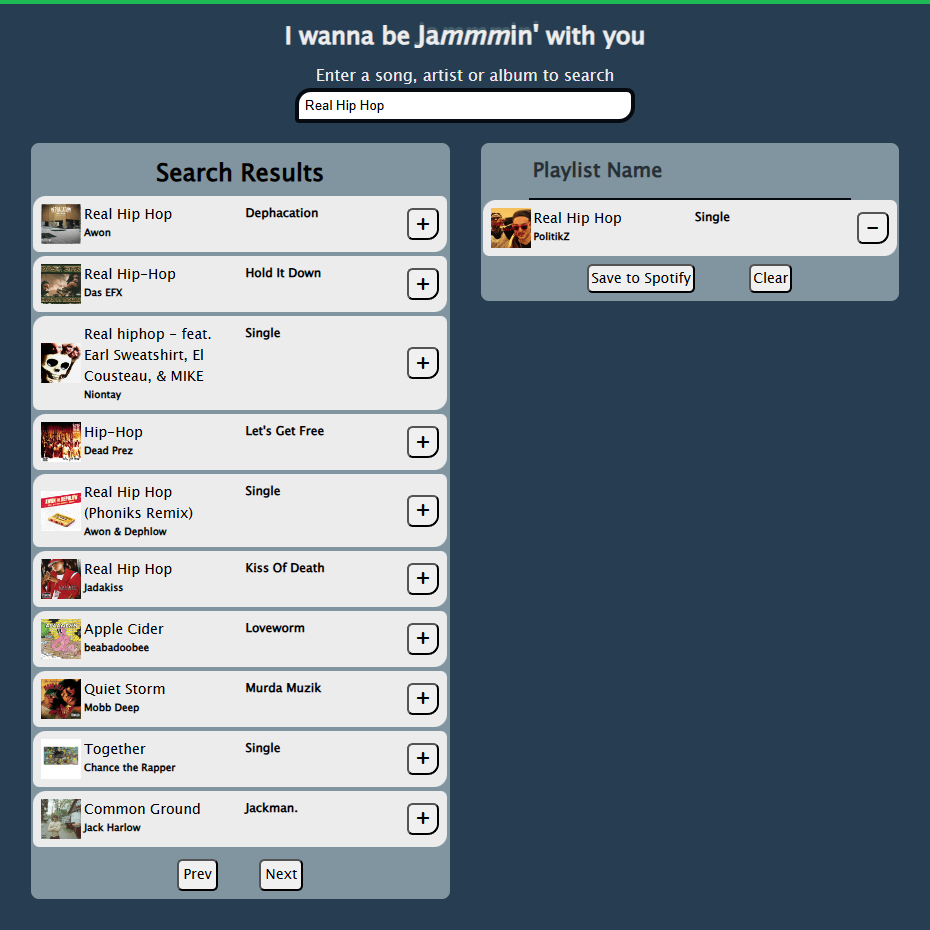 I wanna be Jammmin' with you
Enter a song, artist or album to search
Real Hip Hop
Search Results
Real Hip Hop
Awon
Dephacation
+
Real Hip-Hop
Das EFX
Hold It Down
+
Real hiphop - feat.
Earl Sweatshirt, El
Cousteau, & MIKE
Niontay
Single
+
Hip-Hop
Dead Prez
Let's Get Free
+
Real Hip Hop
(Phoniks Remix)
Awon & Dephlow
Single
+
Real Hip Hop
Jadakiss
Kiss Of Death
+
Apple Cider
beabadoobee
Loveworm
+
Quiet Storm
Mobb Deep
Murda Muzik
+
Together
Chance the Rapper
Single
+
Common Ground
Jack Harlow
Jackman.
+
Prev
Next
Playlist Name
Real Hip Hop
PolitikZ
Single
−
Save to Spotify
Clear